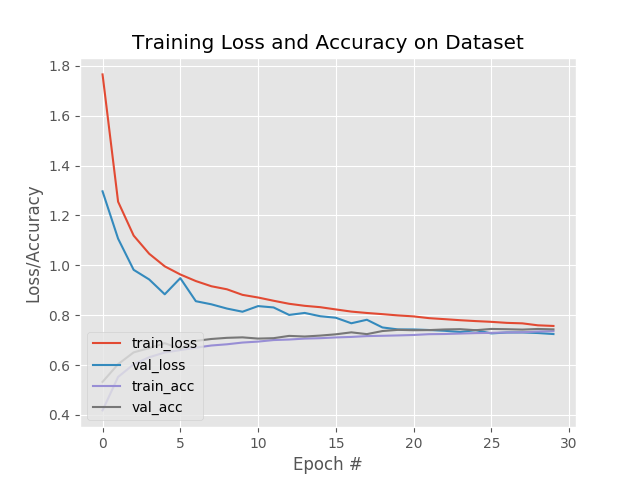 Training Loss and Accuracy on Dataset
1.8
1.6
1.4
1.2
1.0
0.8
0.6
0.4
Loss/Accuracy
train_loss
val_loss
train_acc
val_acc
0 5 10 15 20 25 30
Epoch #